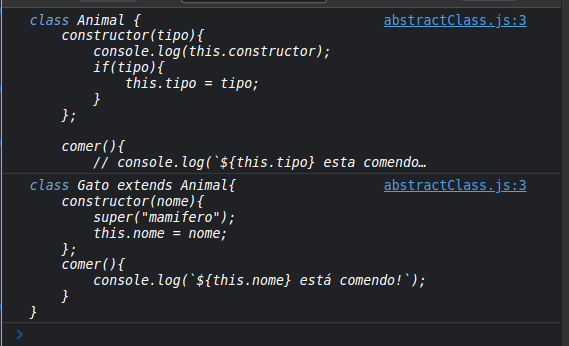 class Animal { abstractClass.js:3
    constructor(tipo){
        console.log(this.constructor);
        if(tipo){
            this.tipo = tipo;
        }
    };

    comer(){
        // console.log(`${this.tipo} esta comendo…
class Gato extends Animal{ abstractClass.js:3
    constructor(nome){
        super("mamifero");
        this.nome = nome;
    };
    comer(){
        console.log(`${this.nome} está comendo!`);
    }
}
>